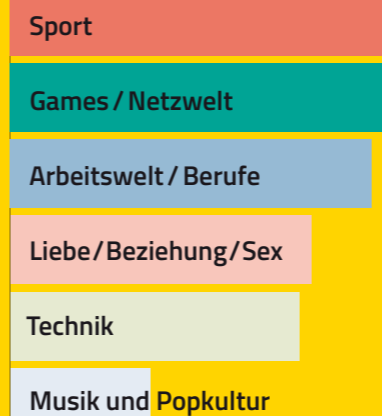 Sport
Games / Netzwelt
Arbeitswelt / Berufe
Liebe/Beziehung/Sex
Technik
Musik und Popkultur